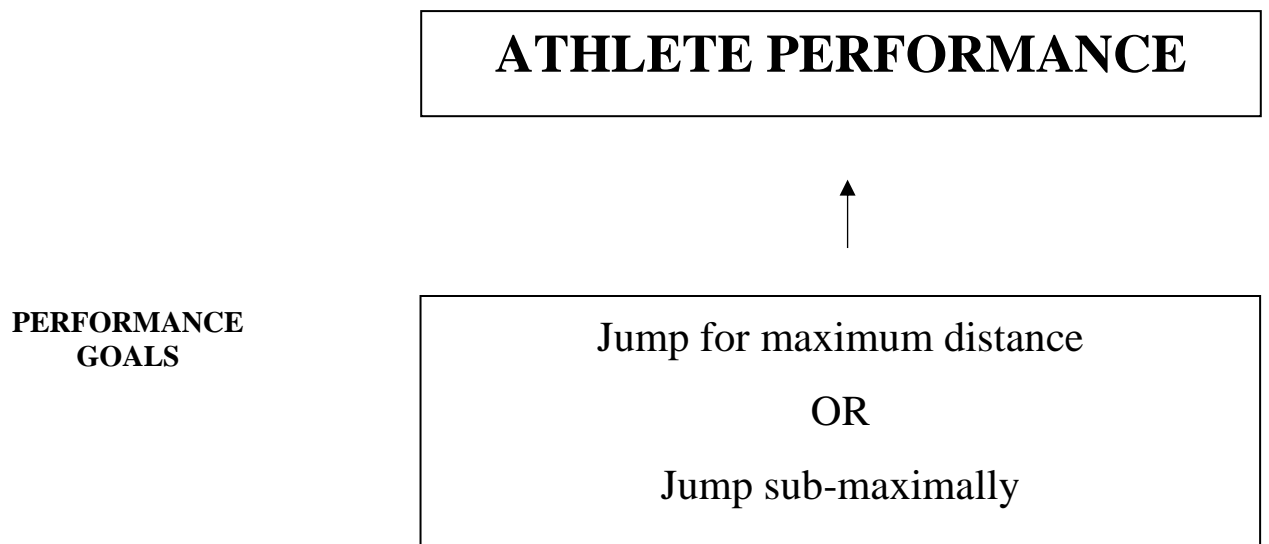 ATHLETE PERFORMANCE
PERFORMANCE
GOALS
Jump for maximum distance
OR
Jump sub-maximally